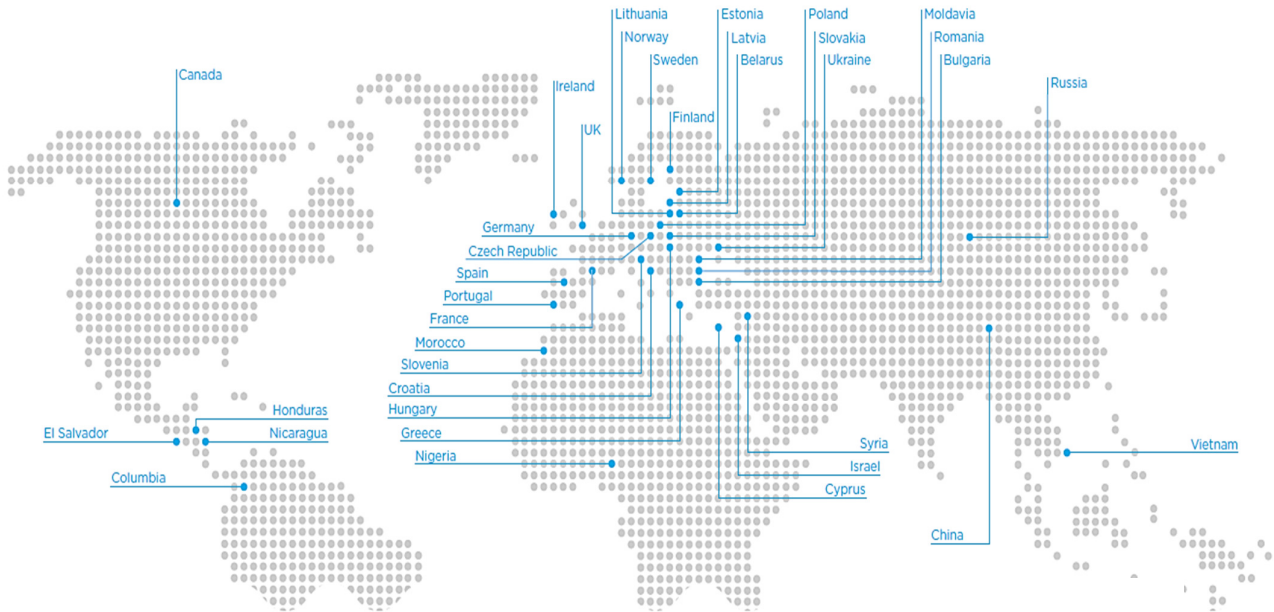 Lithuania
Estonia
Poland
Moldavia
Norway
Latvia
Slovakia
Romania
Sweden
Belarus
Ukraine
Bulgaria
Canada
Ireland
Russia
Finland
UK
Germany
Czech Republic
Spain
Portugal
France
Morocco
Slovenia
Croatia
Hungary
Greece
Nigeria
Honduras
El Salvador
Nicaragua
Columbia
Syria
Israel
Cyprus
Vietnam
China